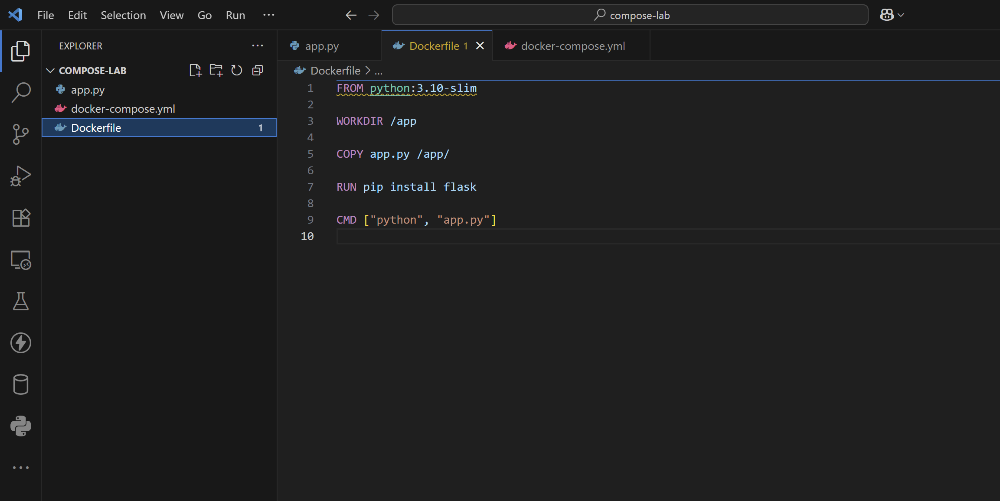 File Edit Selection View Go Run
compose-lab
EXPLORER
COMPOSE-LAB
app.py
docker-compose.yml
Dockerfile 1
app.py
Dockerfile 1
docker-compose.yml
Dockerfile > ...
1 FROM python:3.10-slim
2
3 WORKDIR /app
4
5 COPY app.py /app/
6
7 RUN pip install flask
8
9 CMD ["python", "app.py"]
10